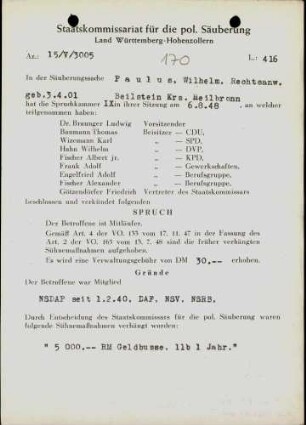 Staatskommissariat für die pol. Säuberung
Land Württemberg-Hohenzollern
Az.: 15/V/3005
170
L: 416
In der Säuberungssache Paulus, Wilhelm, Rechtsanw.
geb. 3.4.01 Beilstein Krs. Heilbronn
hat die Spruchkammer IX in ihrer Sitzung am 6.8.48, an welcher
teilgenommen haben:
Dr. Brauger Ludwig Vorsitzender
Baumann Thomas Beisitzer — CDU,
Wizemann Karl „ — SPD,
Hahn Wilhelm „ — DVP,
Fischer Albert jr. „ — KPD,
Frank Adolf „ — Gewerkschaften,
Engelfried Adolf „ — Berufsgruppe,
Fischer Alexander „ — Berufsgruppe,
Götzendörfer Friedrich Vertreter des Staatskommissars
beschlossen und verkündet folgenden
SPRUCH
Der Betroffene ist Mitläufer.
Gemäß Art. 4 der VO. 133 vom 17. 11. 47 in der Fassung des
Art. 2 der VO. 165 vom 13. 7. 48 sind die früher verhängten
Sühnemaßnahmen aufgehoben.
Es wird eine Verwaltungsgebühr von DM 30.-- erhoben.
Gründe
Der Betroffene war Mitglied
NSDAP seit 1.2.40, DAF, NSV, NSRB.
Durch Entscheidung des Staatskommissars für die pol. Säuberung waren
folgende Sühnemaßnahmen verhängt worden:
" 5 000.-- RM Geldbusse. 11b 1 Jahr."